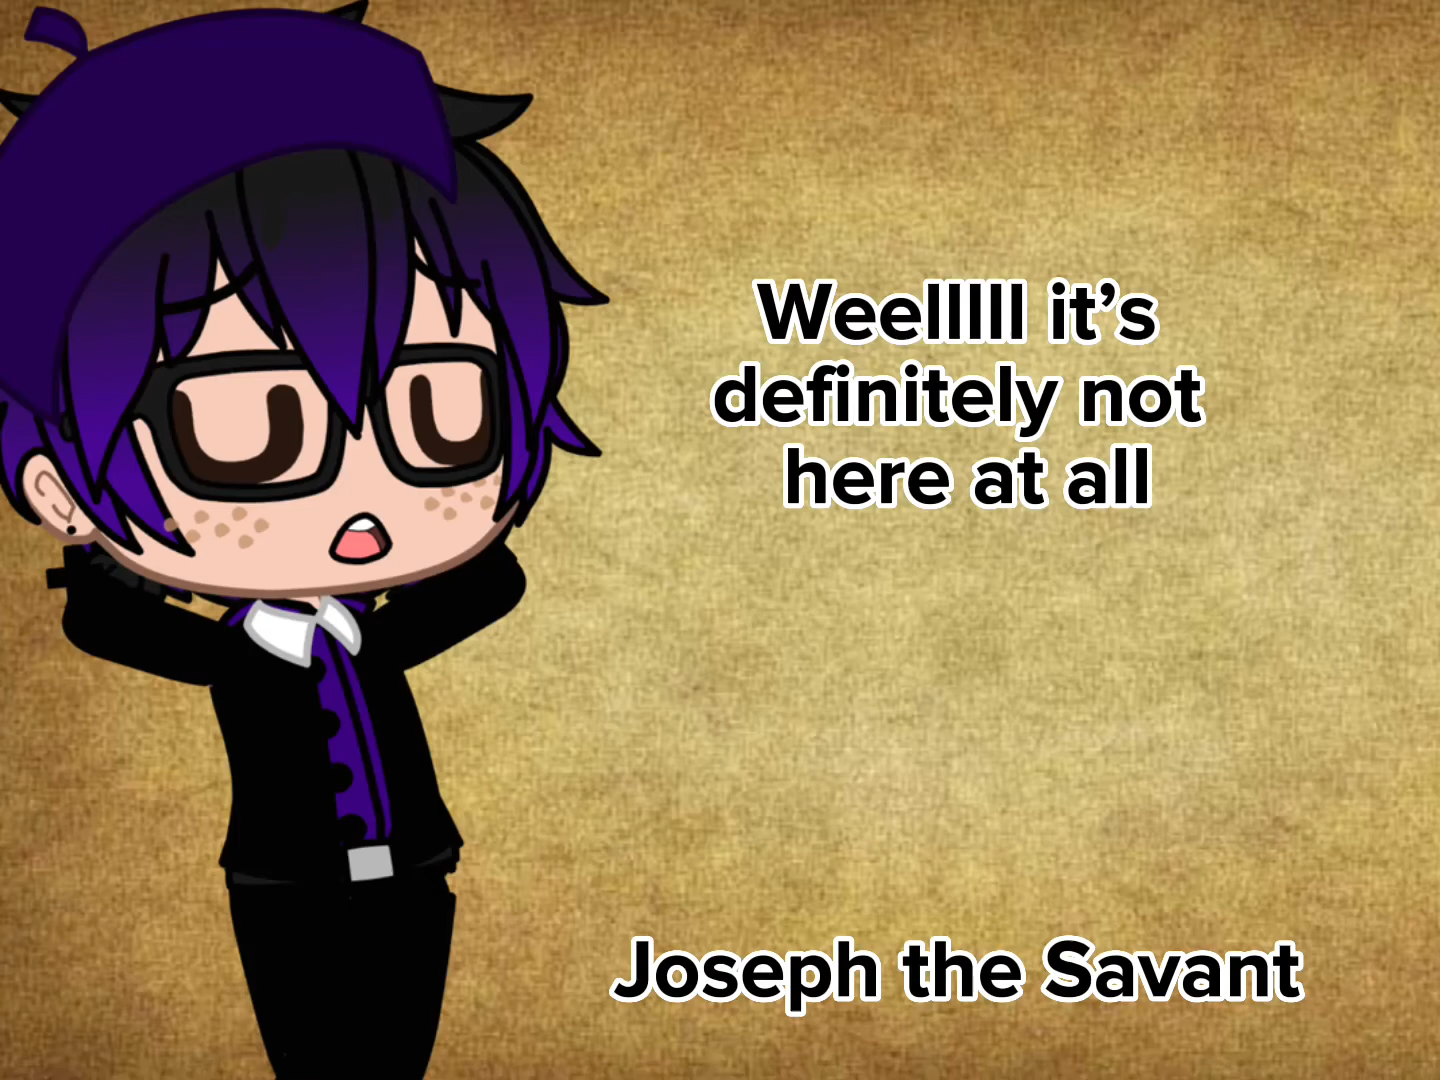 Weelllll it’s
definitely not
here at all
Joseph the Savant